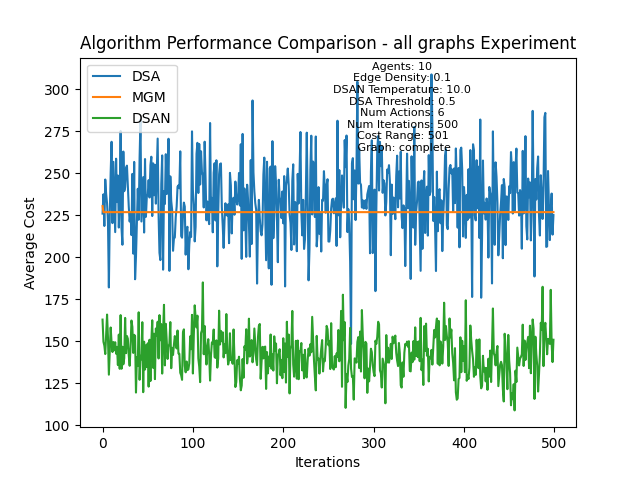 Algorithm Performance Comparison - all graphs Experiment
DSA
MGM
DSAN
Agents: 10
Edge Density: 0.1
DSAN Temperature: 10.0
DSA Threshold: 0.5
Num Actions: 6
Num Iterations: 500
Cost Range: 501
Graph: complete
Average Cost
300
275
250
225
200
175
150
125
100
0
100
200
300
400
500
Iterations